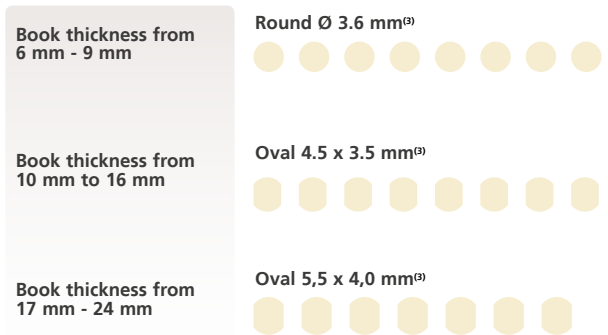 Book thickness from
6 mm - 9 mm
Round Ø 3.6 mm(3)
Book thickness from
10 mm to 16 mm
Oval 4.5 x 3.5 mm(3)
Book thickness from
17 mm - 24 mm
Oval 5,5 x 4,0 mm(3)